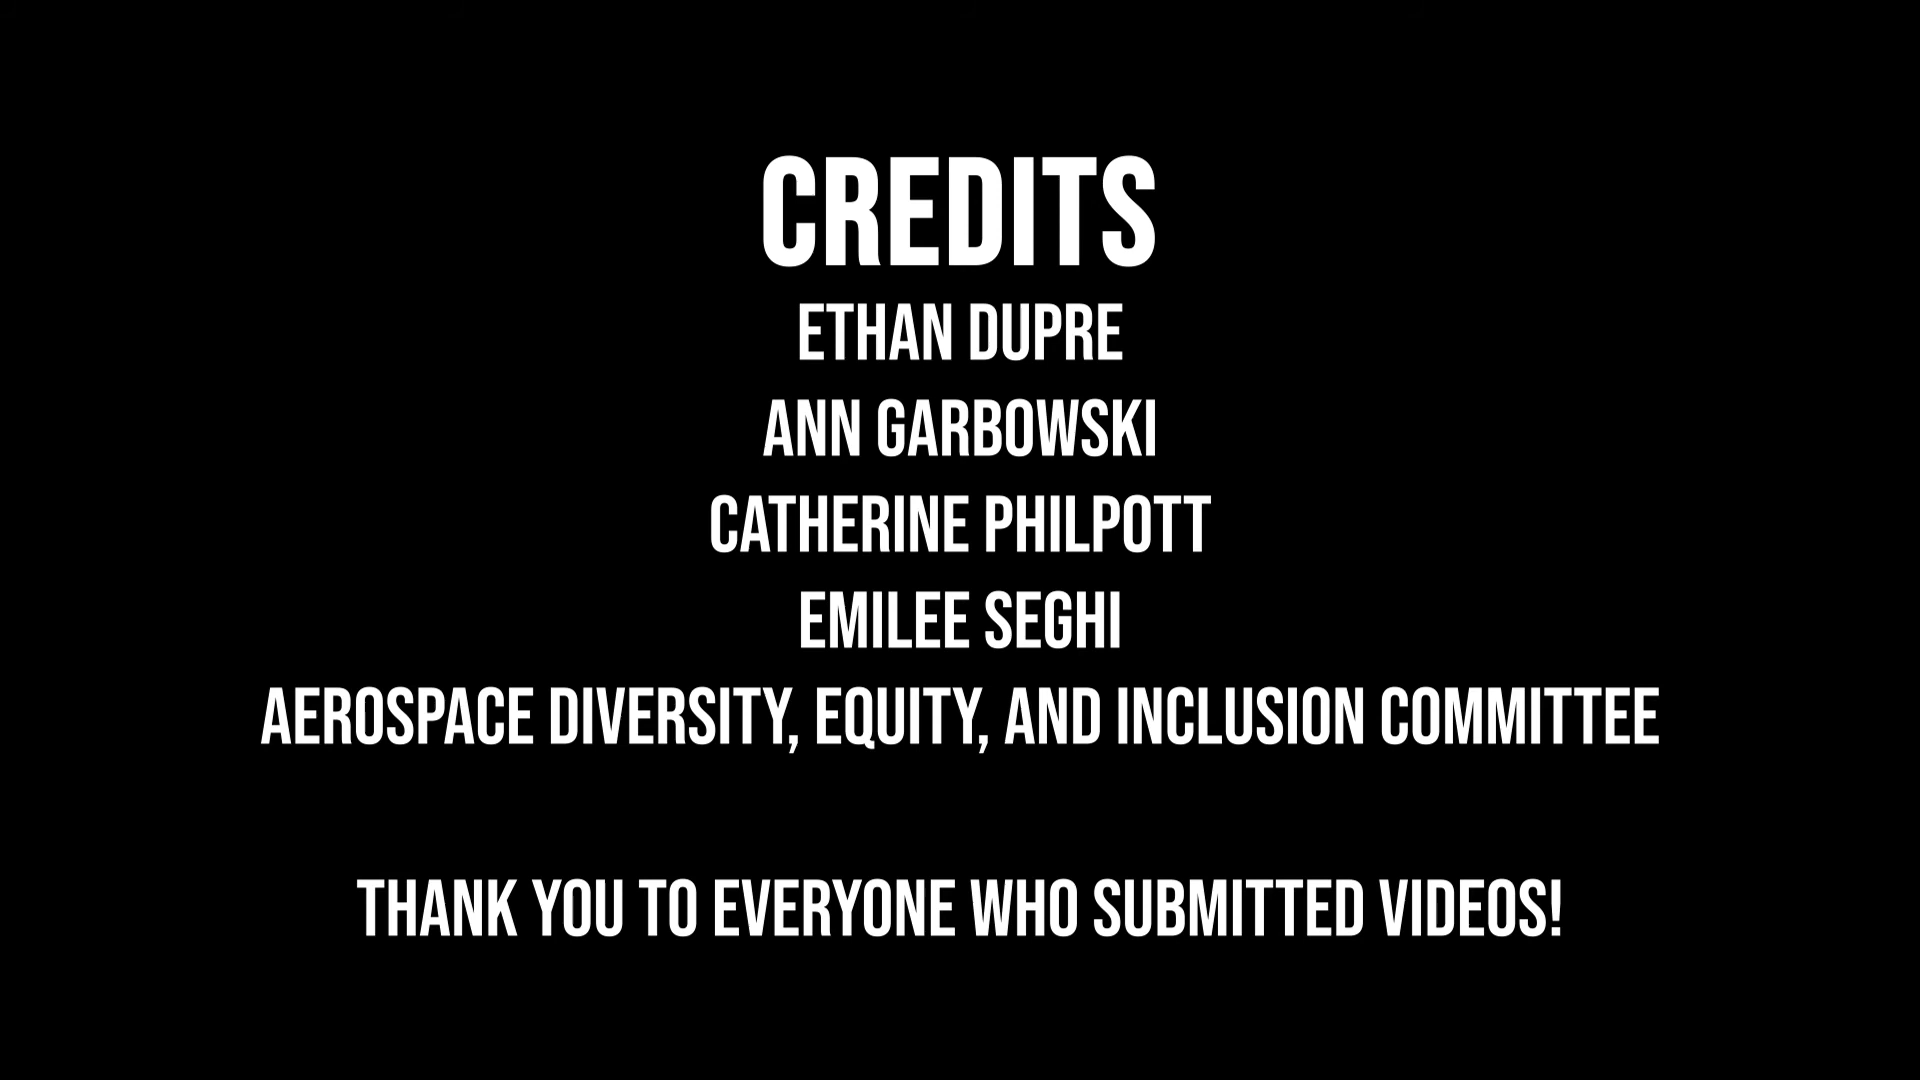 CREDITS
ETHAN DUPRE
ANN GARBOWSKI
CATHERINE PHILPOTT
EMILEE SEGHI
AEROSPACE DIVERSITY, EQUITY, AND INCLUSION COMMITTEE
THANK YOU TO EVERYONE WHO SUBMITTED VIDEOS!